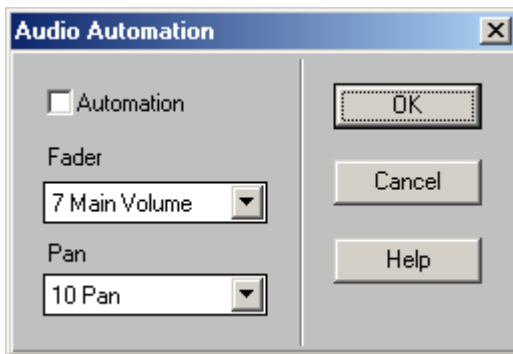 Audio Automation
Automation
OK
Fader
7 Main Volume
Cancel
Pan
10 Pan
Help